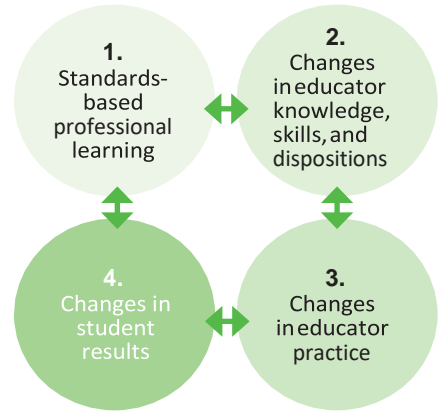 1.
Standards-
based
professional
learning
2.
Changes
in educator
knowledge,
skills, and
dispositions
4.
Changes in
student
results
3.
Changes
in educator
practice